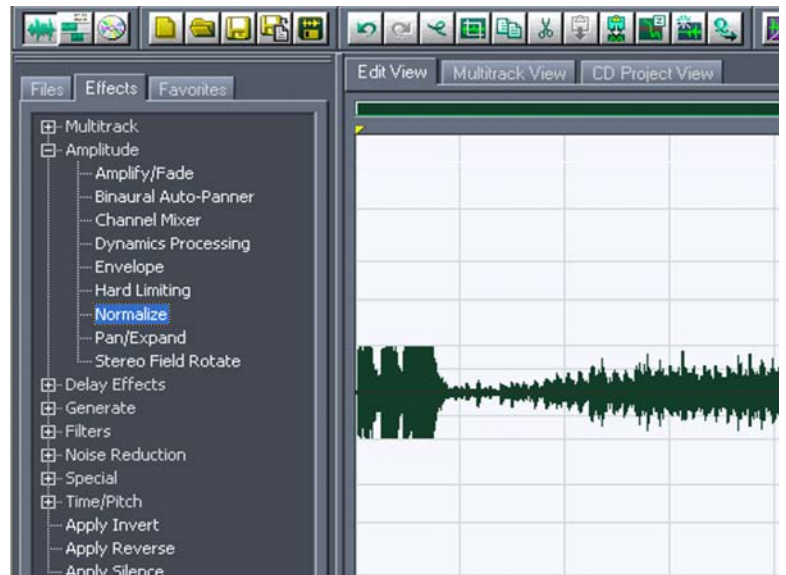 Files Effects Favorites
Edit View Multitrack View CD Project View
Multitrack
Amplitude
Amplify/Fade
Binaural Auto-Panner
Channel Mixer
Dynamics Processing
Envelope
Hard Limiting
Normalize
Pan/Expand
Stereo Field Rotate
Delay Effects
Generate
Filters
Noise Reduction
Special
Time/Pitch
Apply Invert
Apply Reverse
Apply Silence